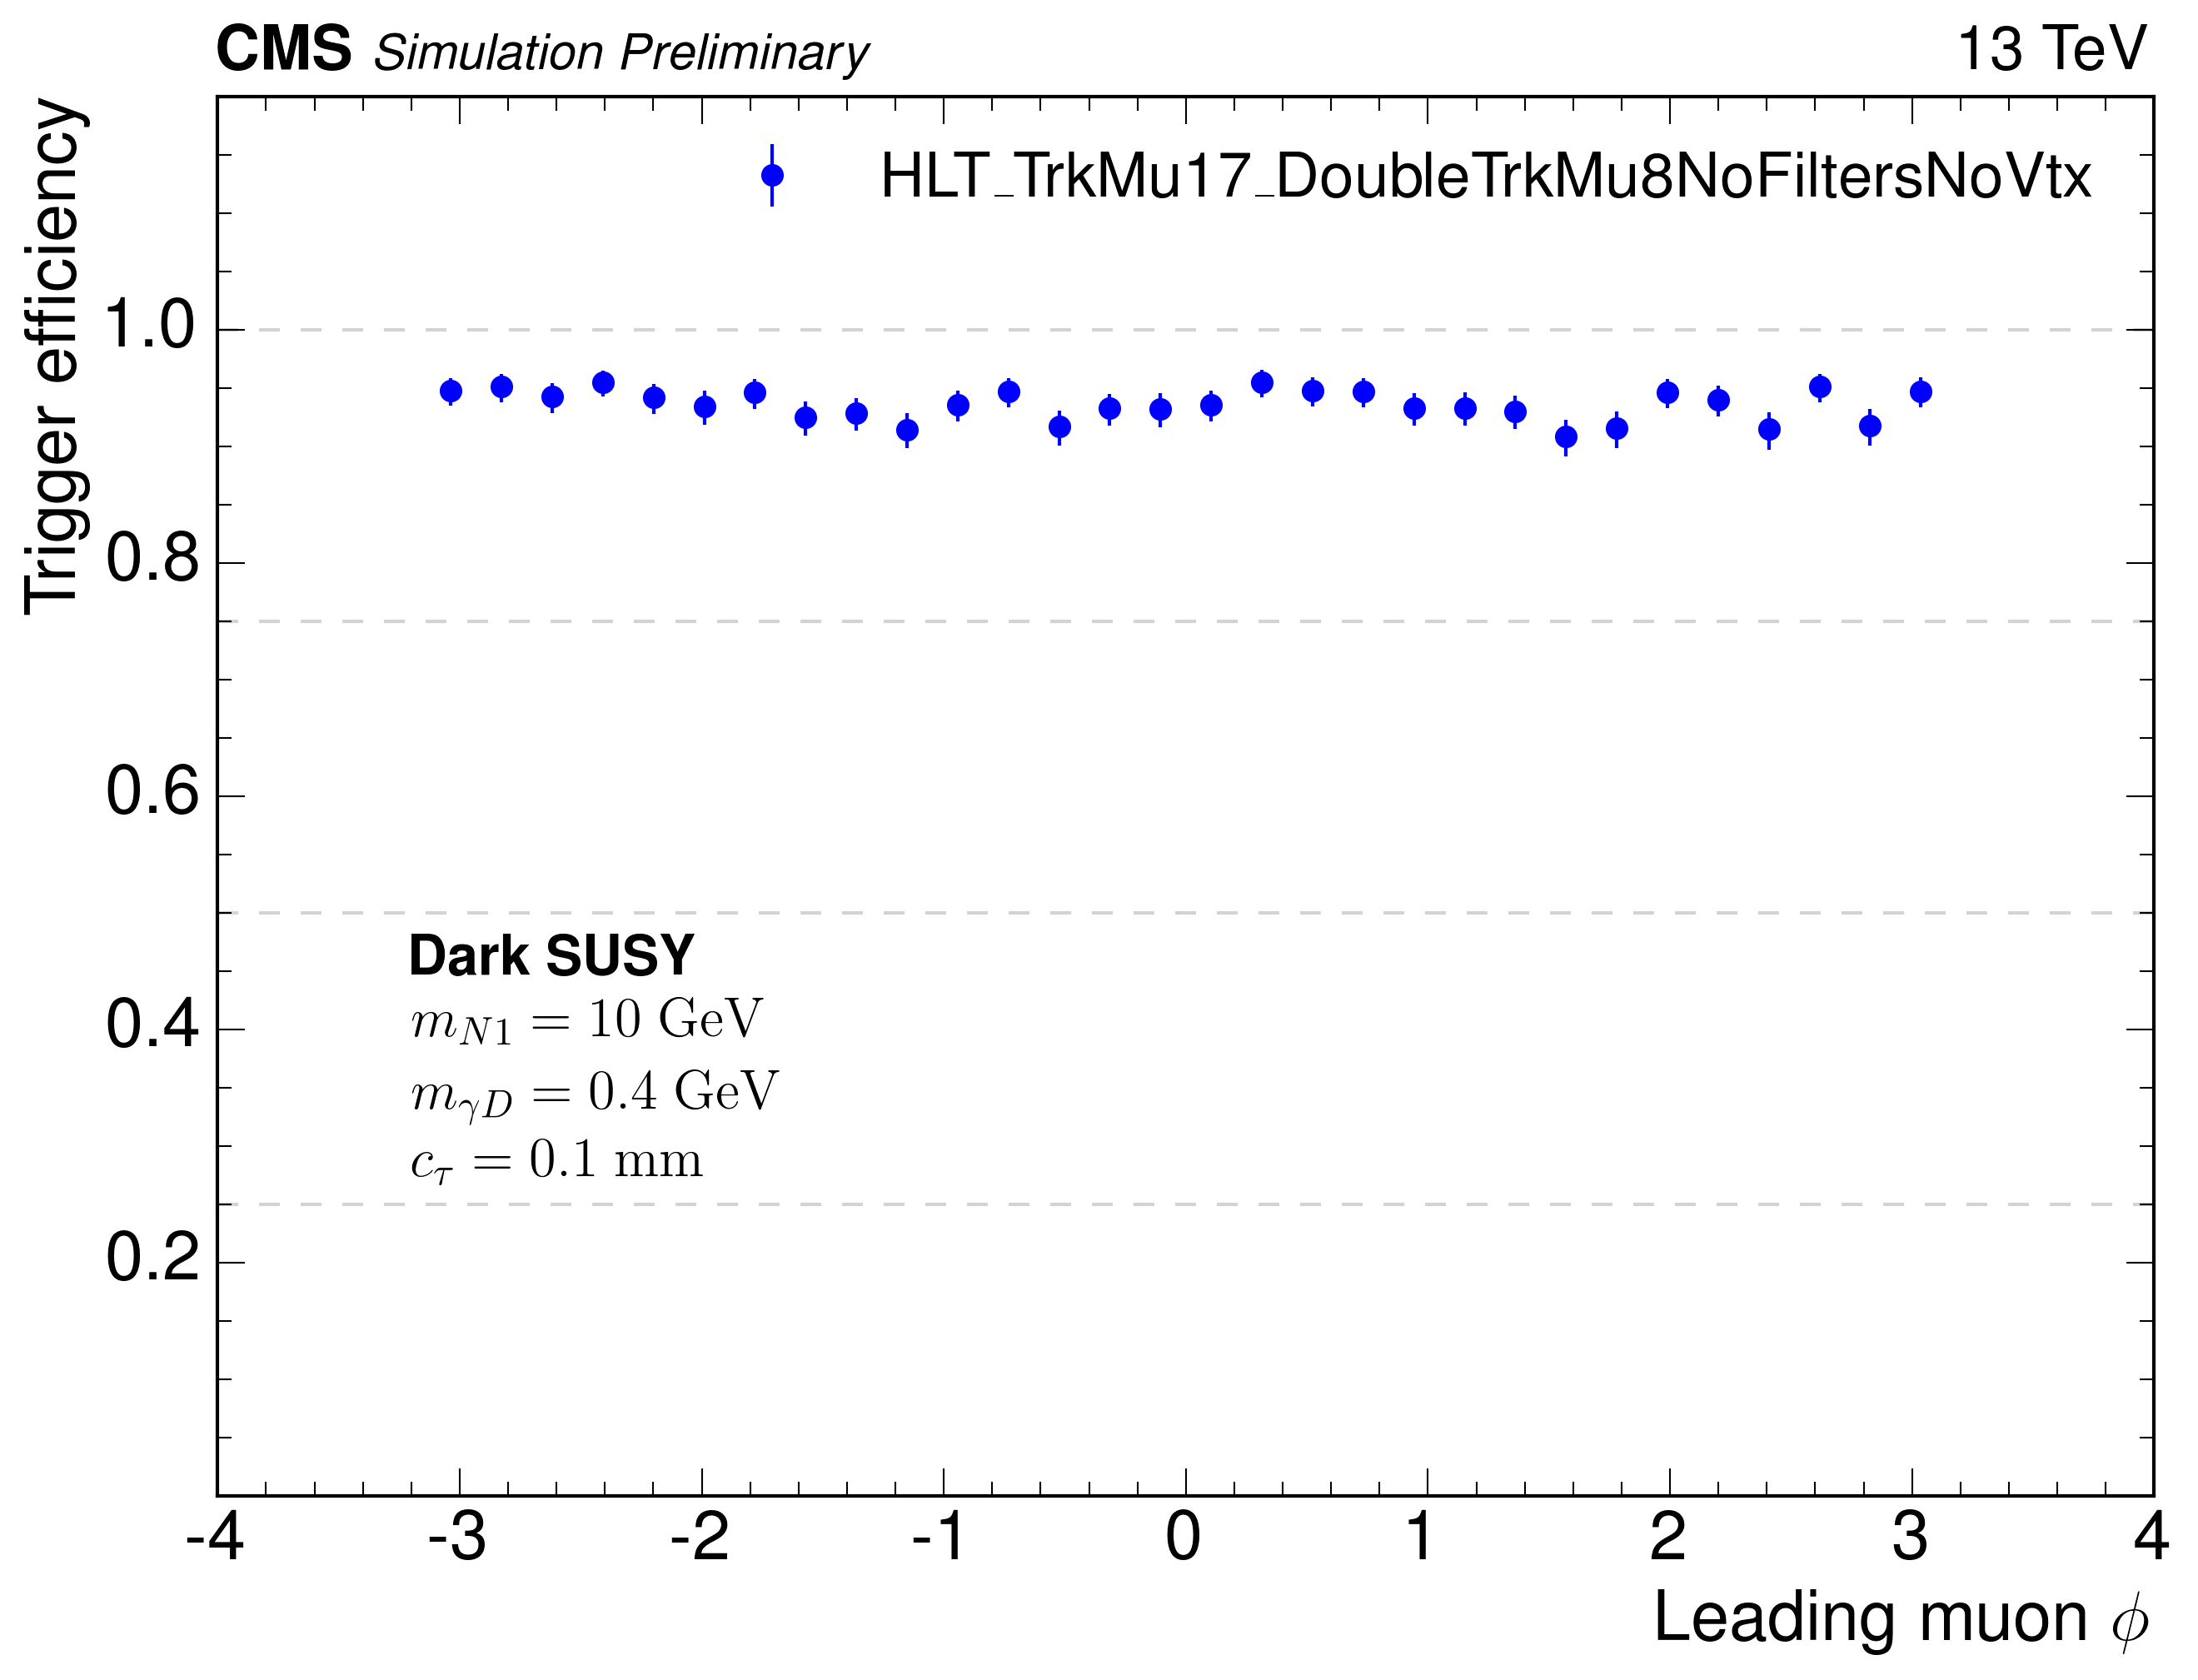 CMS Simulation Preliminary 13 TeV
Trigger efficiency
HLT_TrkMu17_DoubleTrkMu8NoFiltersNoVtx
1.0
0.8
0.6
0.4
0.2
Dark SUSY
m_{N1} = 10 GeV
m_{γD} = 0.4 GeV
c_τ = 0.1 mm
-4 -3 -2 -1 0 1 2 3 4
Leading muon ϕ